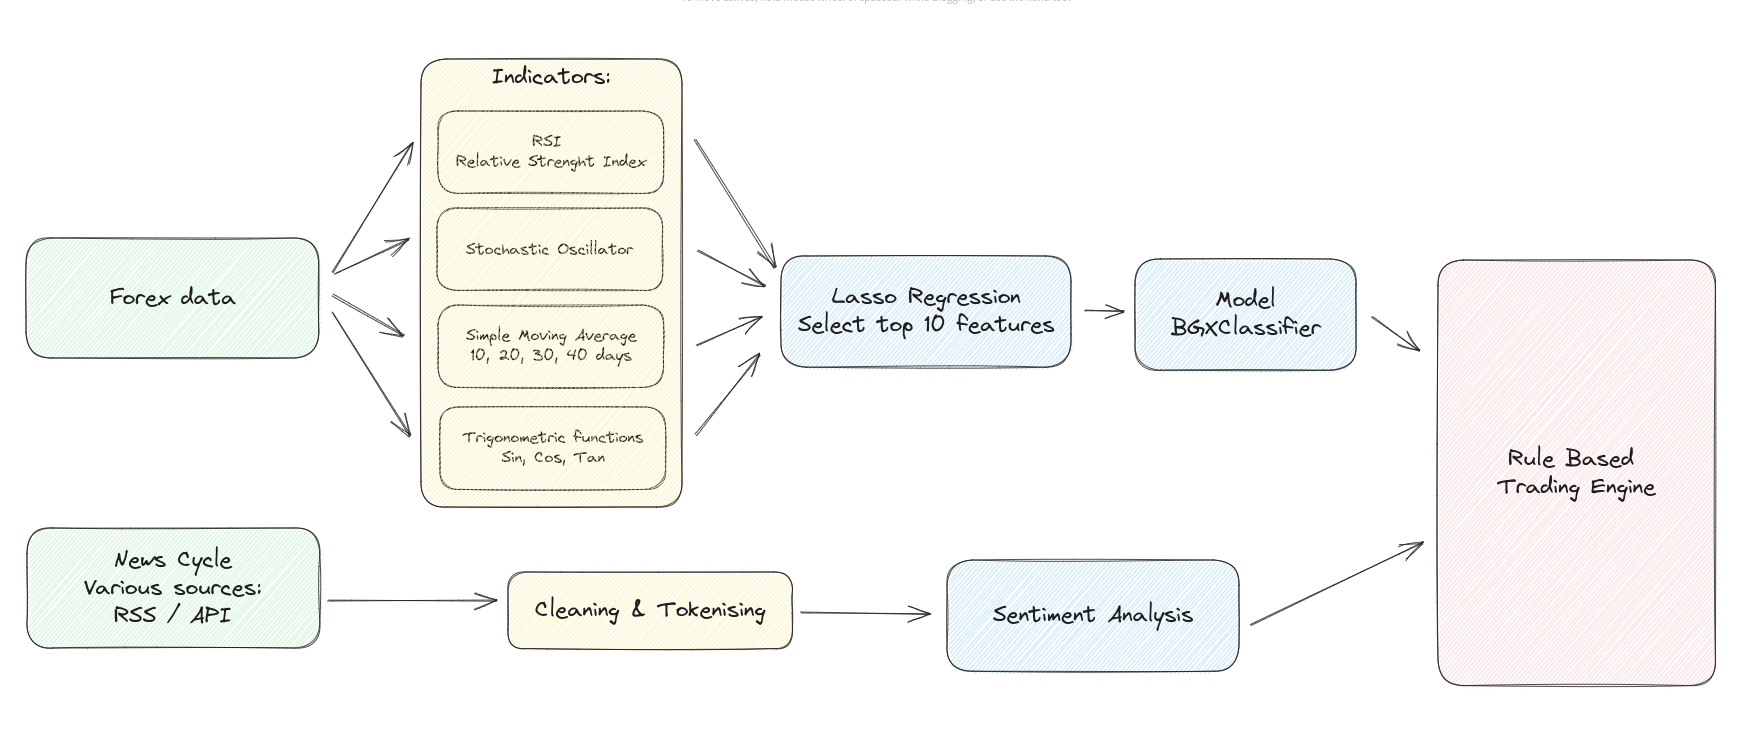 Indicators:
RSI
Relative Strenght Index
Stochastic Oscillator
Simple Moving Average
10, 20, 30, 40 days
Trigonometric functions
Sin, Cos, Tan
Forex data
Lasso Regression
Select top 10 features
Model
BGXClassifier
Rule Based
Trading Engine
News Cycle
Various sources:
RSS / API
Cleaning & Tokenising
Sentiment Analysis